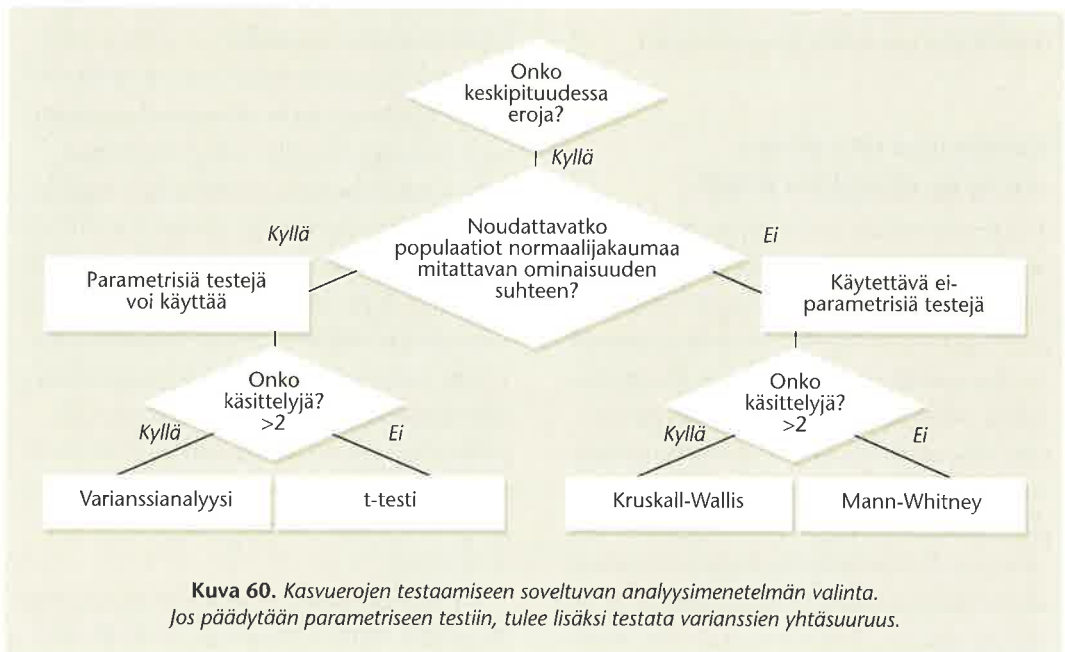 Onko
keskipituudessa
eroja?
Kyllä
Noudattavatko
populaatiot normaalijakaumaa
mitattavan ominaisuuden
suhteen?
Kyllä
Ei
Parametrisiä testejä
voi käyttää
Käytettävä ei-
parametrisiä testejä
Onko
käsittelyjä?
>2
Kyllä
Ei
Onko
käsittelyjä?
>2
Kyllä
Ei
Varianssianalyysi
t-testi
Kruskall-Wallis
Mann-Whitney
Kuva 60. Kasvuerojen testaamiseen soveltuvan analyysimenetelmän valinta.
Jos päädytään parametriseen testiin, tulee lisäksi testata varianssien yhtäsuuruus.